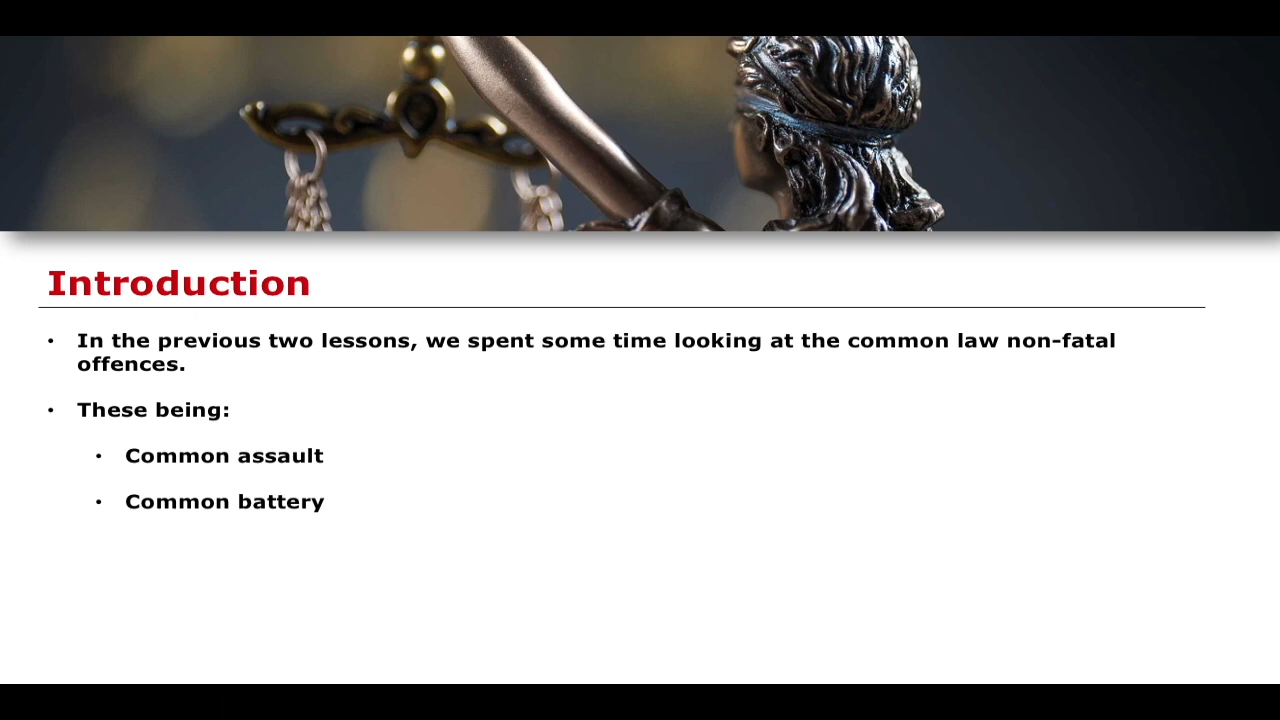 Introduction
• In the previous two lessons, we spent some time looking at the common law non-fatal
offences.
• These being:
• Common assault
• Common battery